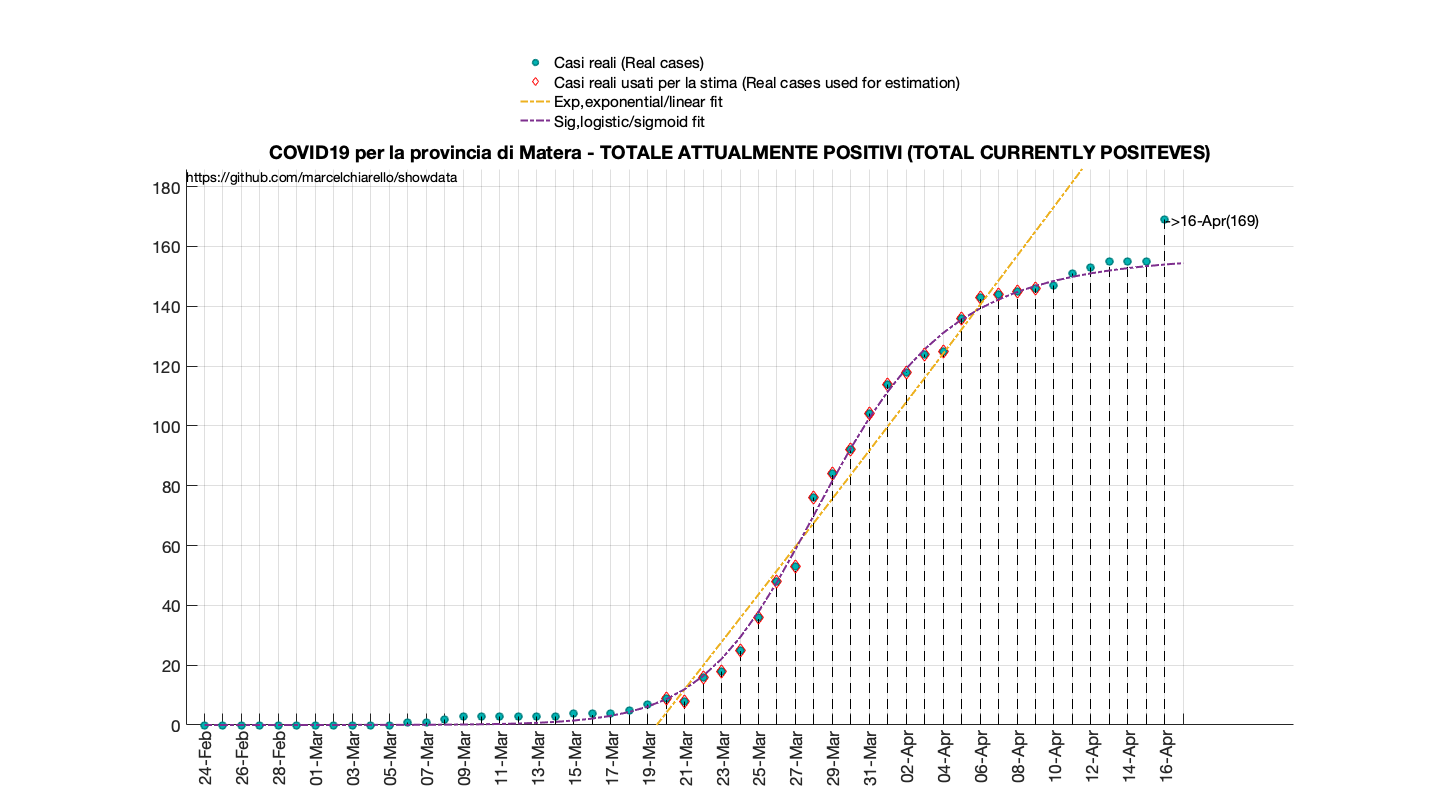 Casi reali (Real cases)
Casi reali usati per la stima (Real cases used for estimation)
Exp,exponential/linear fit
Sig,logistic/sigmoid fit
COVID19 per la provincia di Matera - TOTALE ATTUALMENTE POSITIVI (TOTAL CURRENTLY POSITEVES)
https://github.com/marcelchiarello/showdata
180
->16-Apr(169)
160
140
120
100
80
60
40
20
0
24-Feb
26-Feb
28-Feb
01-Mar
03-Mar
05-Mar
07-Mar
09-Mar
11-Mar
13-Mar
15-Mar
17-Mar
19-Mar
21-Mar
23-Mar
25-Mar
27-Mar
29-Mar
31-Mar
02-Apr
04-Apr
06-Apr
08-Apr
10-Apr
12-Apr
14-Apr
16-Apr